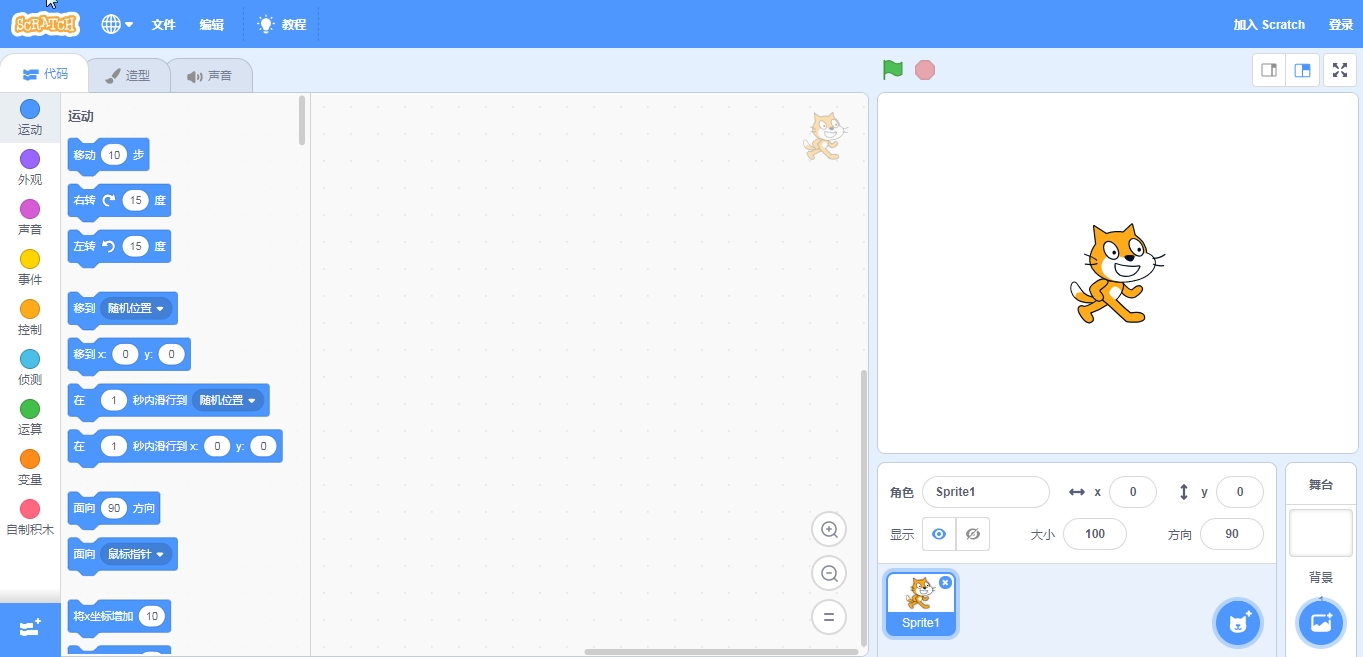 SCRATCH 文件 编辑 教程 加入 Scratch 登录
代码 造型 声音
运动
外观
声音
事件
控制
侦测
运算
变量
自制积木
运动
移动 10 步
右转 15 度
左转 15 度
移到 随机位置
移到 x: 0 y: 0
在 1 秒内滑行到 随机位置
在 1 秒内滑行到 x: 0 y: 0
面向 90 方向
面向 鼠标指针
将x坐标增加 10
角色 Sprite1 x 0 y 0
显示 大小 100 方向 90
Sprite1
舞台
背景